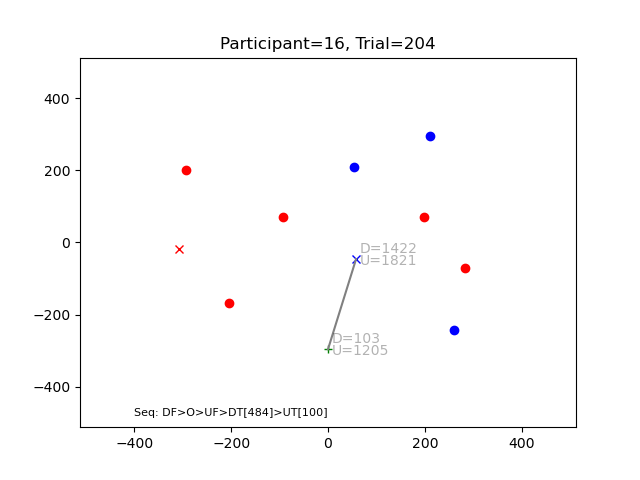 Participant=16, Trial=204
400
200
0
−200
−400
D=1422
U=1821
D=103
U=1205
Seq: DF>O>UF>DT[484]>UT[100]
−400
−200
0
200
400